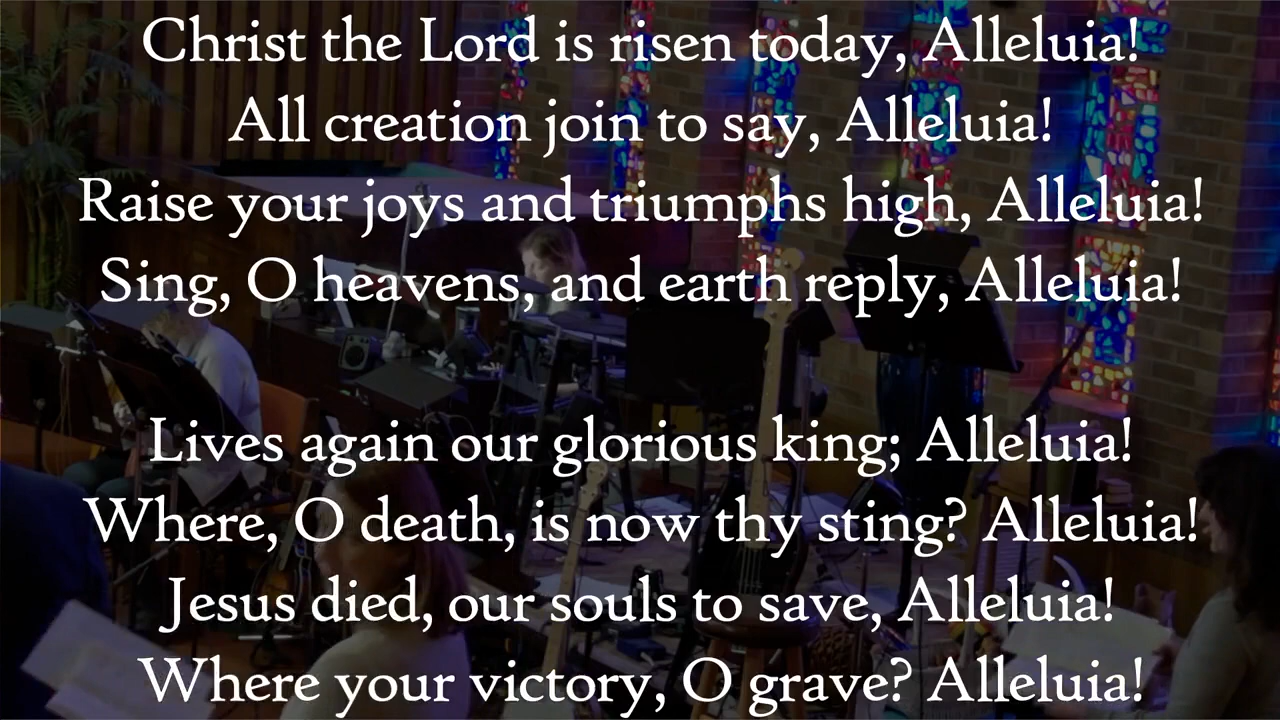 Christ the Lord is risen today, Alleluia!
All creation join to say, Alleluia!
Raise your joys and triumphs high, Alleluia!
Sing, O heavens, and earth reply, Alleluia!
Lives again our glorious king; Alleluia!
Where, O death, is now thy sting? Alleluia!
Jesus died, our souls to save, Alleluia!
Where your victory, O grave? Alleluia!